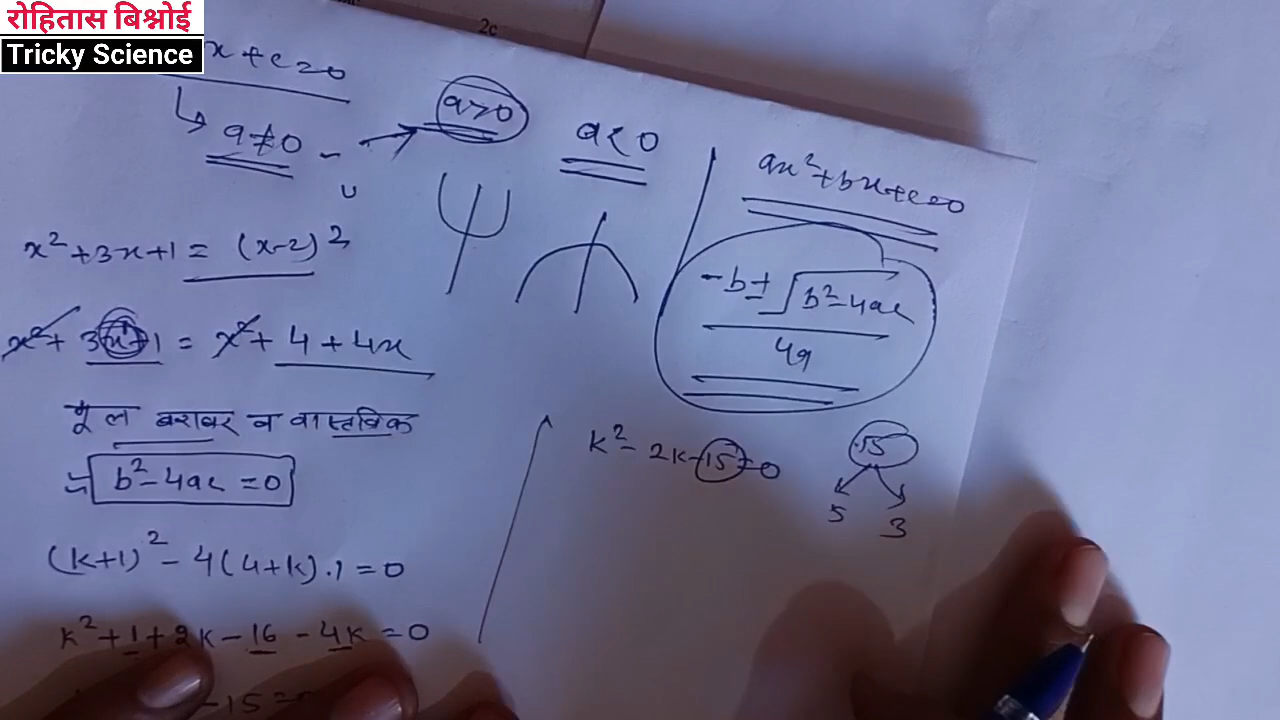 रोहितास बिश्नोई
Tricky Science
2c
x + c = 0
a ≠ 0
a > 0
a < 0
x² + 3x + 1 = (x-2)²
x² + 3x + 1 = x² + 4 + 4x
मूल बराबर व वास्तविक
b² - 4ac = 0
(k+1)² - 4(4+k).1 = 0
k² + 1 + 2k - 16 - 4k = 0
-15 =
ax² + bx + c = 0
-b ± √b² - 4ac
4a
k² - 2k - 15 = 0
15
5 3